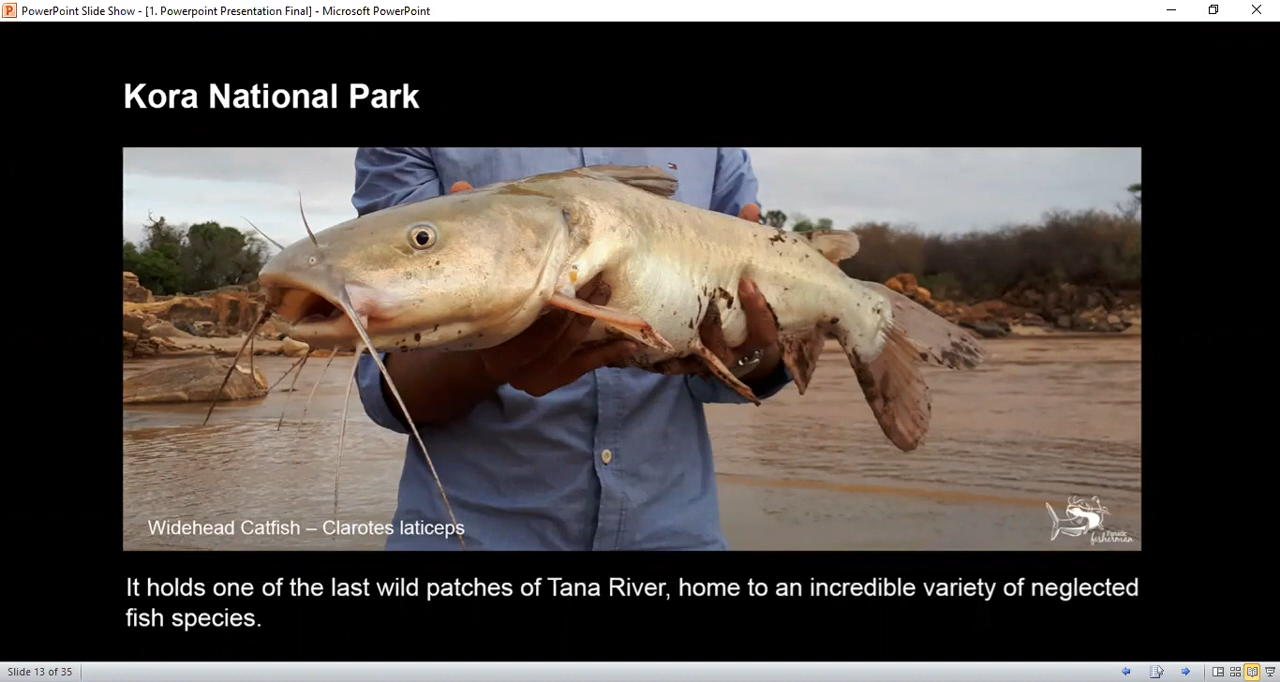 PowerPoint Slide Show - [1. Powerpoint Presentation Final] - Microsoft PowerPoint
Kora National Park
Widehead Catfish – Clarotes laticeps
Fanatic
fisherman
It holds one of the last wild patches of Tana River, home to an incredible variety of neglected
fish species.
Slide 13 of 35